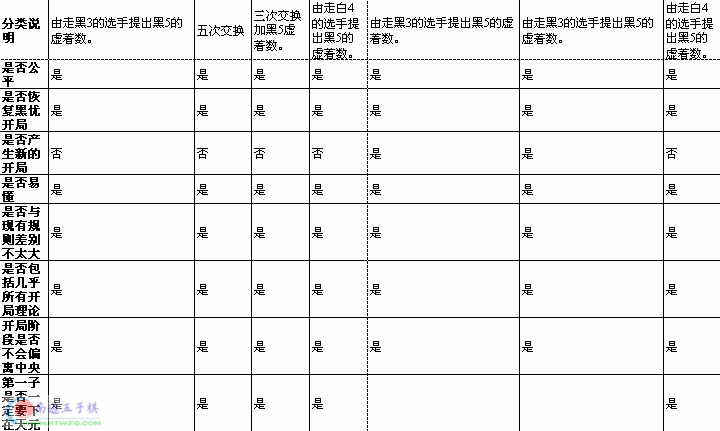 分类说
明
由走黑3的选手提出黑5的
虚着数。
五次交换
三次交换
加黑5虚
着数。
由走白4
的选手提
出黑5的
虚着数。
由走黑3的选手提出黑5的虚
着数。
由走黑3的选手提出黑5的
虚着数。
由走白4
的选手提
出黑5的
虚着数。
是否公
平
是
是
是
是
是
是
是
是否恢
复黑优
开局
是
是
是
是
是
是
是
是否产
生新的
开局
否
否
否
否
是
是
否
是否易
懂
是
是
是
是
是
是
是
是否与
现有规
则差别
不太大
是
是
是
是
是
是
是
是否包
括几乎
所有开
局理论
是
是
是
是
是
是
是
开局阶
段是否
不会偏
离中央
是
是
是
是
是
是
是
第一子
是否一
定要下
在天元
是
是
是
是
是
五子棋